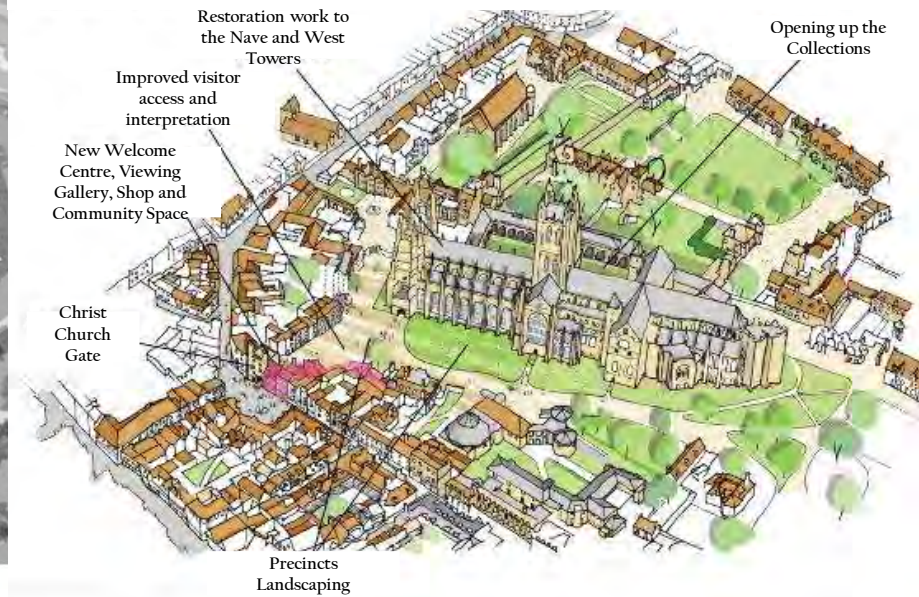 Restoration work to
the Nave and West
Towers
Opening up the
Collections
Improved visitor
access and
interpretation
New Welcome
Centre, Viewing
Gallery, Shop and
Community Space
Christ
Church
Gate
Precincts
Landscaping